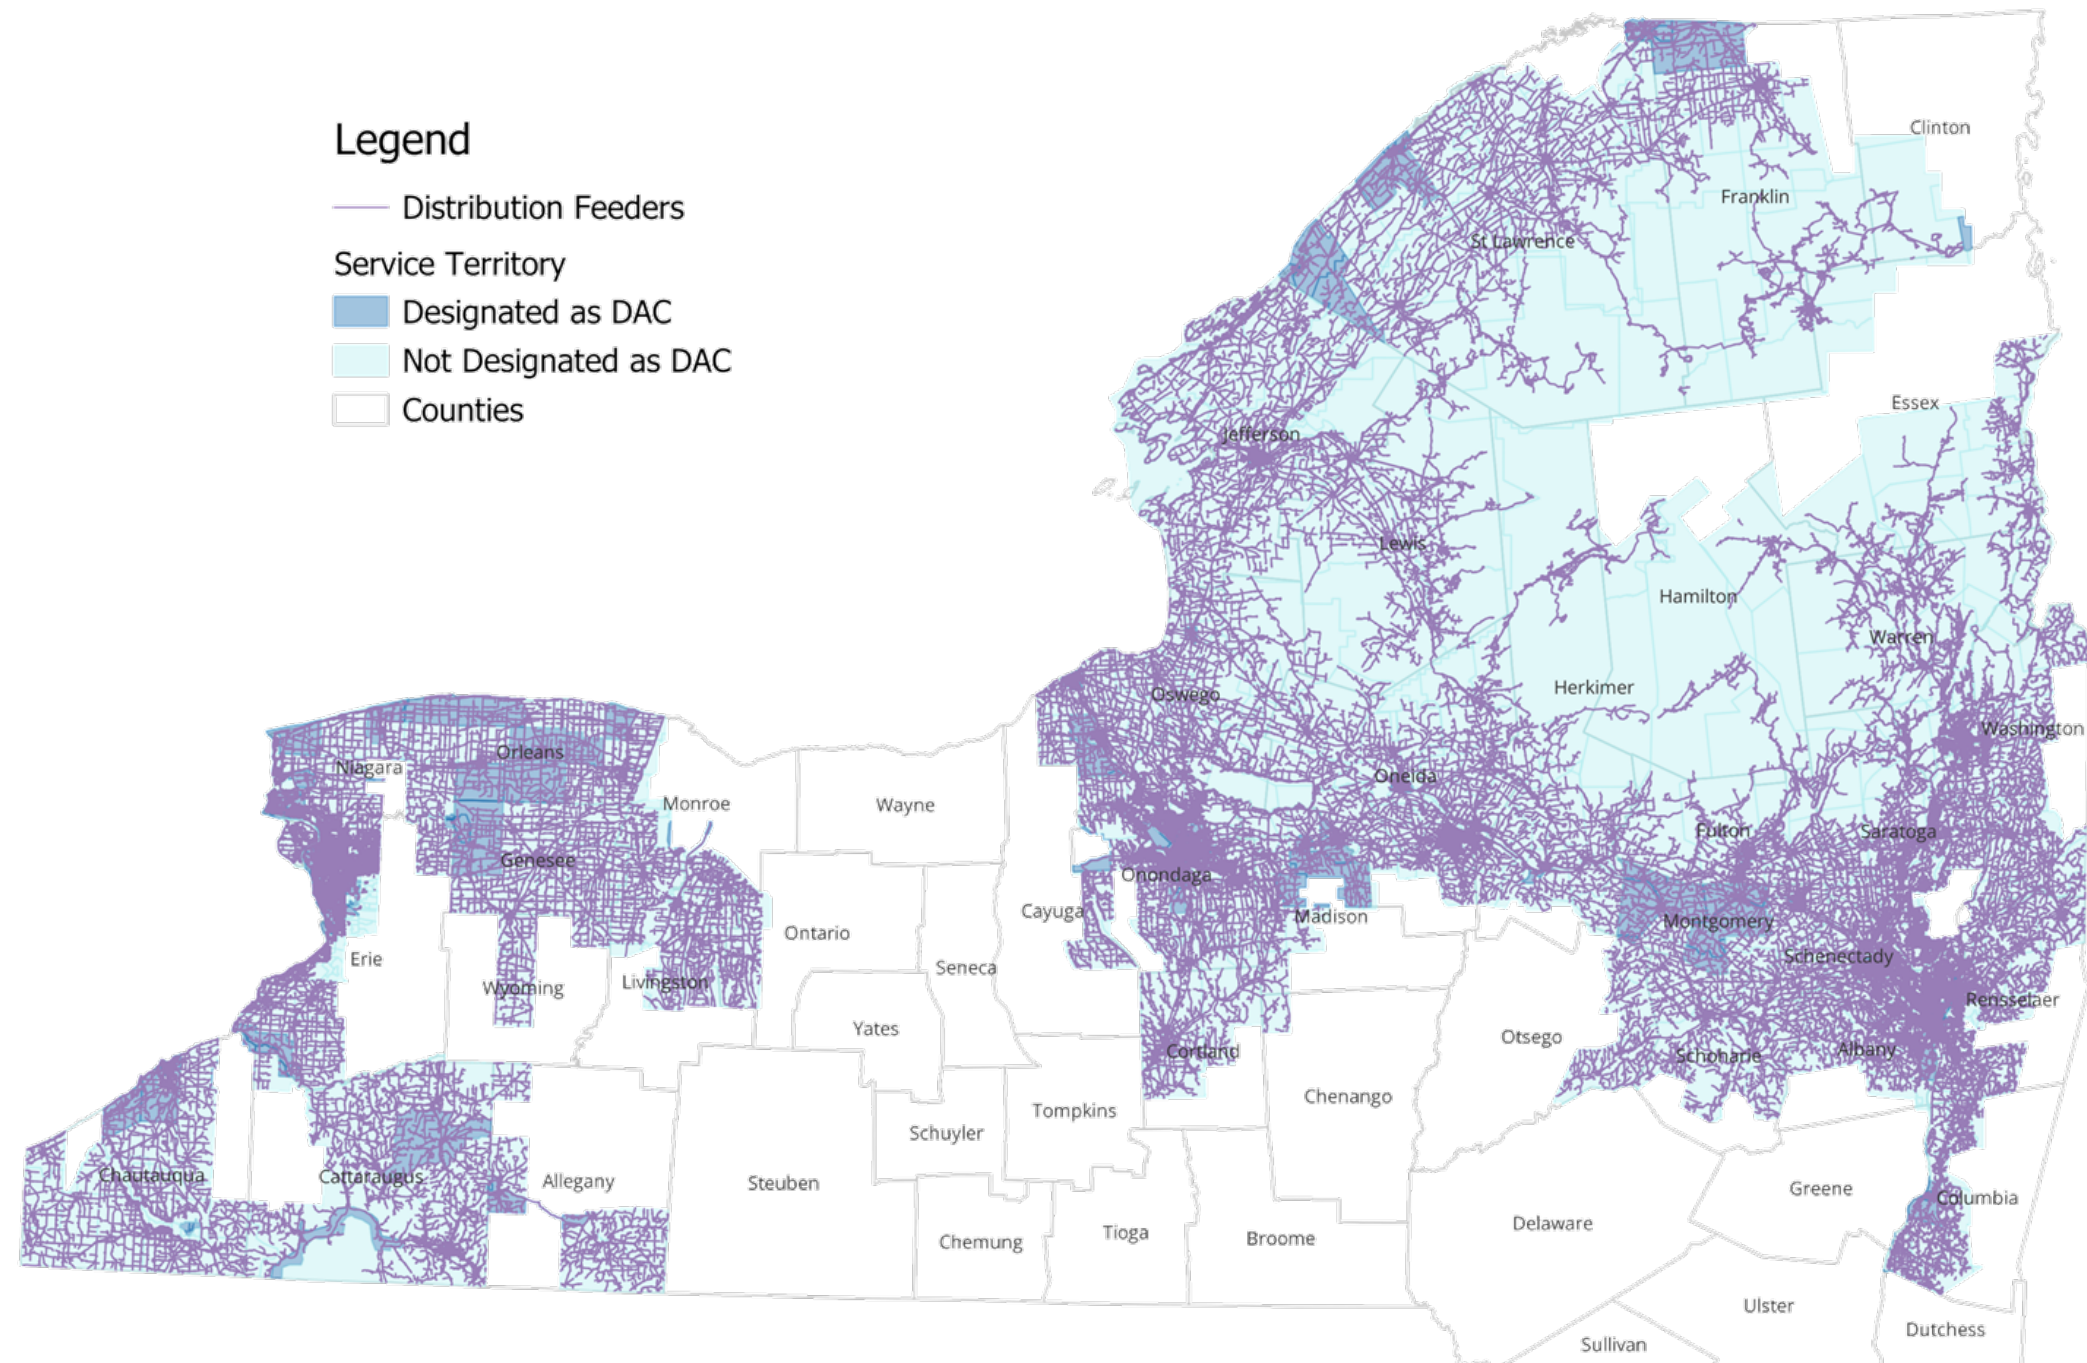 Legend
Distribution Feeders
Service Territory
Designated as DAC
Not Designated as DAC
Counties
Clinton
Franklin
St Lawrence
Essex
Jefferson
Lewis
Hamilton
Warren
Herkimer
Oswego
Washington
Orleans
Niagara
Oneida
Monroe
Wayne
Fulton
Saratoga
Genesee
Onondaga
Cayuga
Madison
Montgomery
Ontario
Erie
Schenectady
Seneca
Livingston
Wyoming
Rensselaer
Yates
Otsego
Cortland
Schoharie
Albany
Chenango
Tompkins
Schuyler
Chautauqua
Cattaraugus
Allegany
Steuben
Greene
Columbia
Delaware
Tioga
Broome
Chemung
Ulster
Dutchess
Sullivan